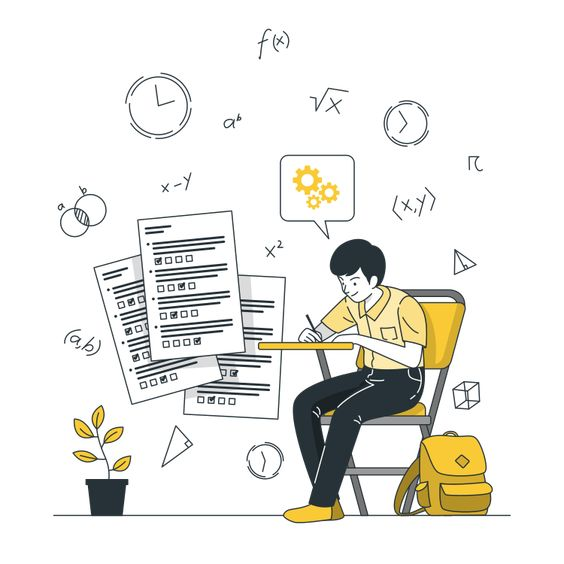 f(x)
√x
aᵇ
π
x-y
a b
⟨x,y⟩
x²
(a,b)